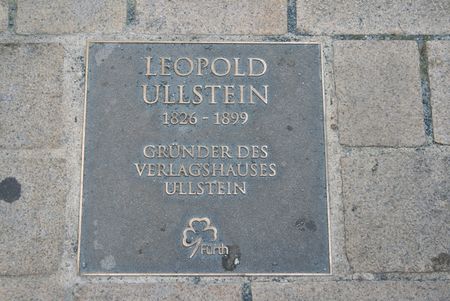 LEOPOLD
ULLSTEIN
1826 - 1899
GRÜNDER DES
VERLAGSHAUSES
ULLSTEIN
Fürth